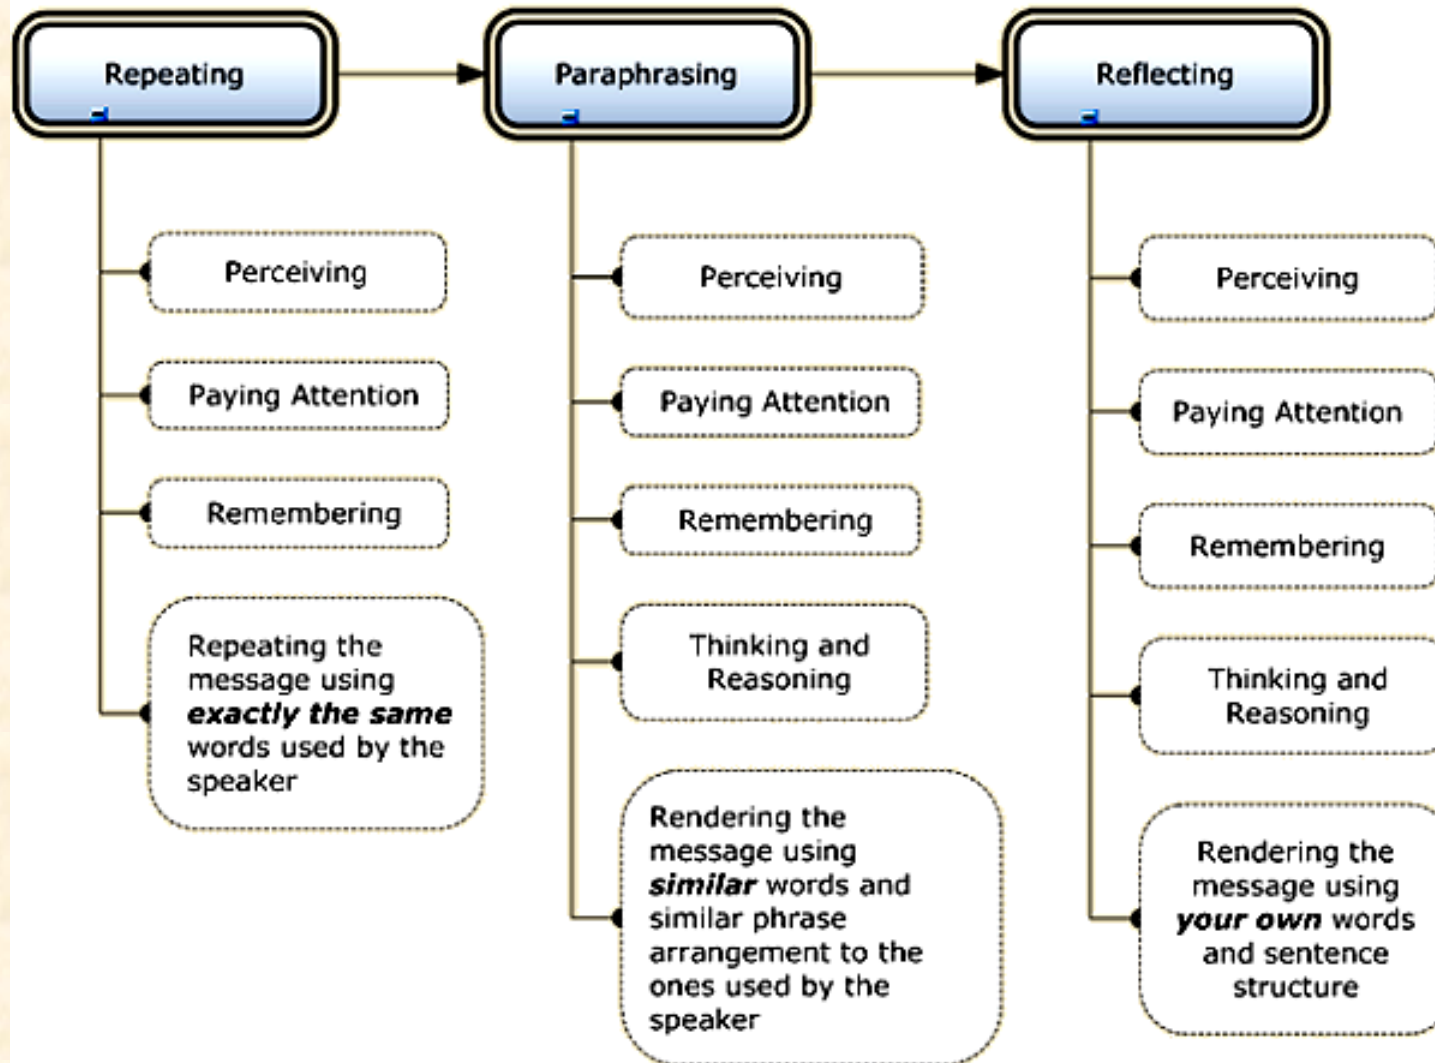 Repeating
Perceiving
Paying Attention
Remembering
Repeating the
message using
exactly the same
words used by the
speaker
Paraphrasing
Perceiving
Paying Attention
Remembering
Thinking and
Reasoning
Rendering the
message using
similar words and
similar phrase
arrangement to the
ones used by the
speaker
Reflecting
Perceiving
Paying Attention
Remembering
Thinking and
Reasoning
Rendering the
message using
your own words
and sentence
structure